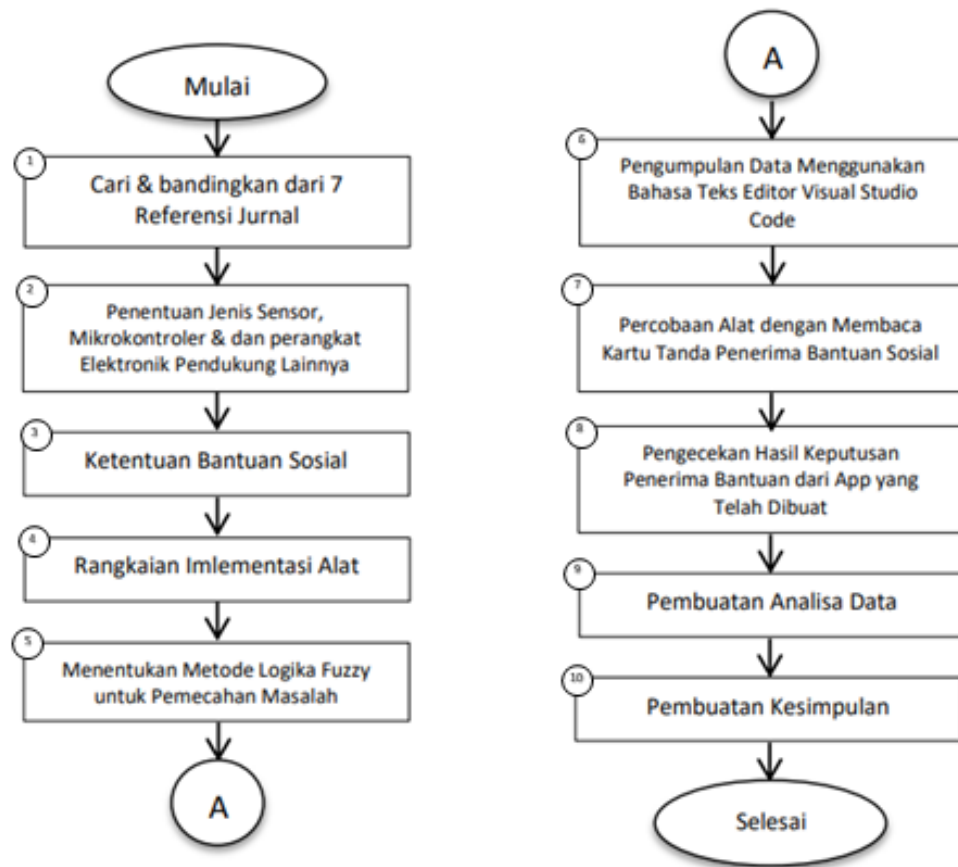 Mulai
1
Cari & bandingkan dari 7
Referensi Jurnal
2
Penentuan Jenis Sensor,
Mikrokontroler & dan perangkat
Elektronik Pendukung Lainnya
3
Ketentuan Bantuan Sosial
4
Rangkaian Imlementasi Alat
5
Menentukan Metode Logika Fuzzy
untuk Pemecahan Masalah
A
A
6
Pengumpulan Data Menggunakan
Bahasa Teks Editor Visual Studio
Code
7
Percobaan Alat dengan Membaca
Kartu Tanda Penerima Bantuan Sosial
8
Pengecekan Hasil Keputusan
Penerima Bantuan dari App yang
Telah Dibuat
9
Pembuatan Analisa Data
10
Pembuatan Kesimpulan
Selesai